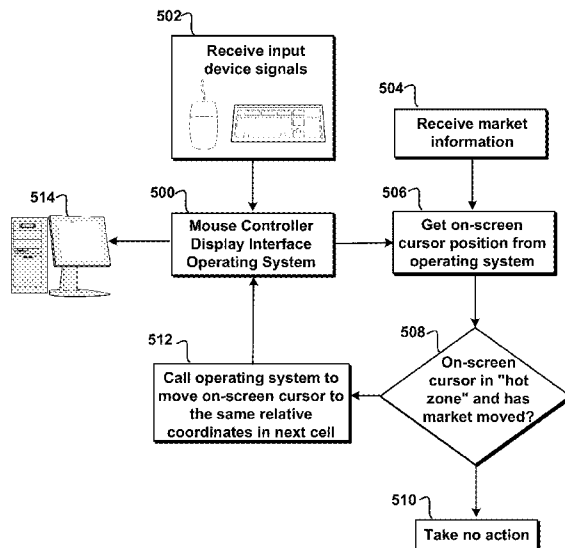 502
Receive input
device signals
504
Receive market
information
514
500
Mouse Controller
Display Interface
Operating System
506
Get on-screen
cursor position from
operating system
512
Call operating system to
move on-screen cursor to
the same relative
coordinates in next cell
508
On-screen
cursor in "hot
zone" and has
market moved?
510
Take no action